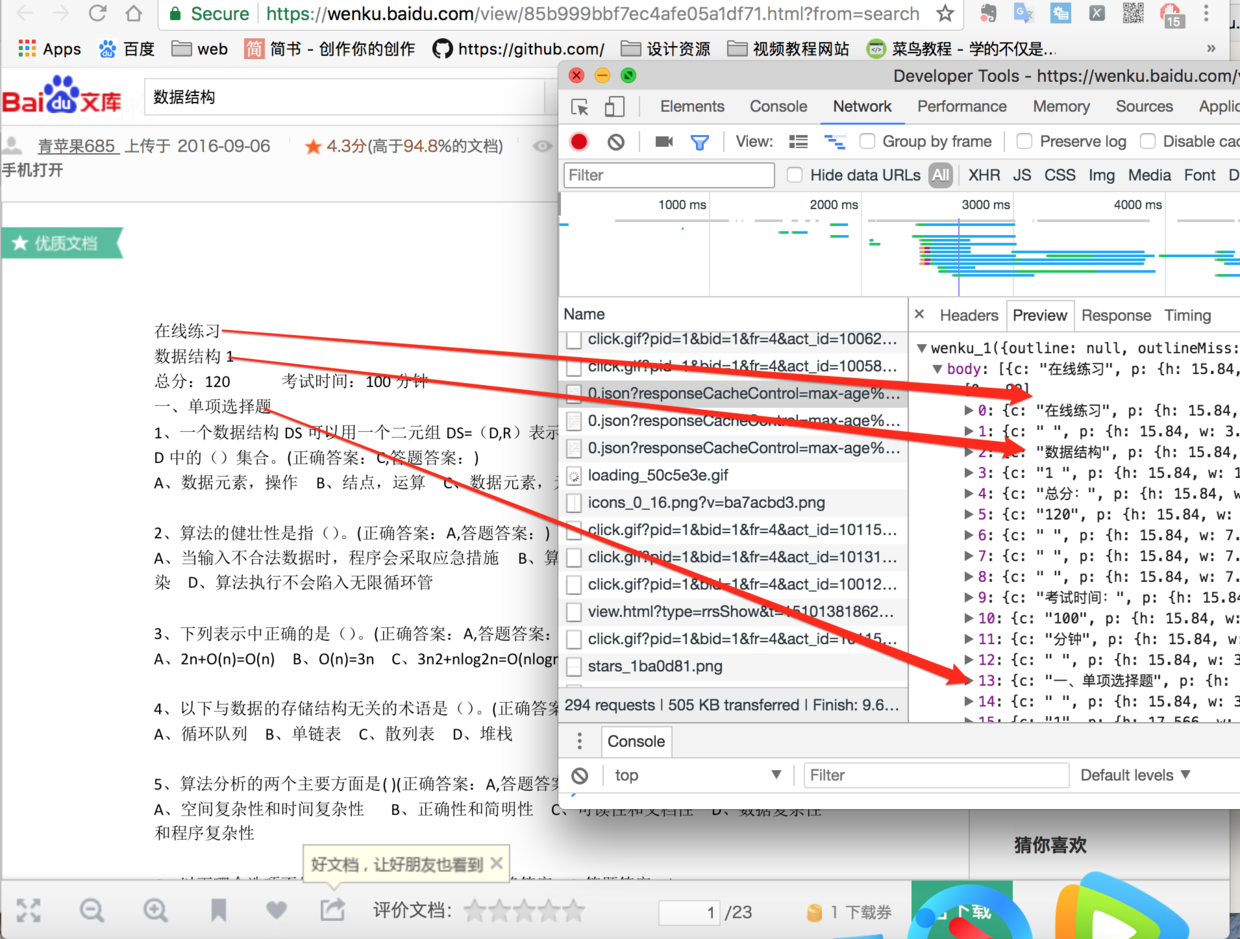 Secure https://wenku.baidu.com/view/85b999bbf7ec4afe05a1df71.html?from=search
15
Apps 百度 web 简 简书 - 创作你的创作 https://github.com/ 设计资源 视频教程网站 菜鸟教程 - 学的不仅是... »
Bai du 文库 数据结构
青苹果685 上传于 2016-09-06 4.3分(高于94.8%的文档)
手机打开
优质文档
在线练习
数据结构 1
总分：120 考试时间：100 分钟
一、单项选择题
1、一个数据结构 DS 可以用一个二元组 DS=（D,R）表示
D 中的（）集合。(正确答案：C,答题答案：)
A、数据元素，操作 B、结点，运算 C、数据元素，
2、算法的健壮性是指（）。(正确答案：A,答题答案：)
A、当输入不合法数据时，程序会采取应急措施 B、算
染 D、算法执行不会陷入无限循环管
3、下列表示中正确的是（）。(正确答案：A,答题答案：
A、2n+O(n)=O(n) B、O(n)=3n C、3n2+nlog2n=O(nlogn
4、以下与数据的存储结构无关的术语是（）。(正确答案
A、循环队列 B、单链表 C、散列表 D、堆栈
5、算法分析的两个主要方面是( )(正确答案：A,答题答案
A、空间复杂性和时间复杂性 B、正确性和简明性 C、可读性和文档性 D、数据复杂性
和程序复杂性
好文档，让好朋友也看到
评价文档：
1 /23
1 下载券
下载
猜你喜欢
Developer Tools - https://wenku.baidu.com/
Elements Console Network Performance Memory Sources Applic
View: Group by frame Preserve log Disable cac
Filter Hide data URLs All XHR JS CSS Img Media Font D
1000 ms 2000 ms 3000 ms 4000 ms
Name
click.gif?pid=1&bid=1&fr=4&act_id=10062...
click.gif?pid=1&bid=1&fr=4&act_id=10058...
0.json?responseCacheControl=max-age%...
0.json?responseCacheControl=max-age%...
0.json?responseCacheControl=max-age%...
loading_50c5e3e.gif
icons_0_16.png?v=ba7acbd3.png
click.gif?pid=1&bid=1&fr=4&act_id=10115...
click.gif?pid=1&bid=1&fr=4&act_id=10131...
click.gif?pid=1&bid=1&fr=4&act_id=10012...
view.html?type=rrsShow&t=15101381862...
click.gif?pid=1&bid=1&fr=4&act_id=10115...
stars_1ba0d81.png
294 requests | 505 KB transferred | Finish: 9.6...
× Headers Preview Response Timing
wenku_1({outline: null, outlineMiss:
body: [{c: "在线练习", p: {h: 15.84,
[0 … 99]
0: {c: "在线练习", p: {h: 15.84,
1: {c: " ", p: {h: 15.84, w: 3.
2: {c: "数据结构", p: {h: 15.84,
3: {c: "1 ", p: {h: 15.84, w: 1
4: {c: "总分：", p: {h: 15.84, w
5: {c: "120", p: {h: 15.84, w:
6: {c: " ", p: {h: 15.84, w: 7.
7: {c: " ", p: {h: 15.84, w: 7.
8: {c: " ", p: {h: 15.84, w: 7.
9: {c: "考试时间：", p: {h: 15.84
10: {c: "100", p: {h: 15.84, w:
11: {c: "分钟", p: {h: 15.84, w:
12: {c: " ", p: {h: 15.84, w: 3
13: {c: "一、单项选择题", p: {h:
14: {c: " ", p: {h: 15.84, w: 3
15: {c: "1", p: {h: 17.566, w:
Console
top Filter Default levels